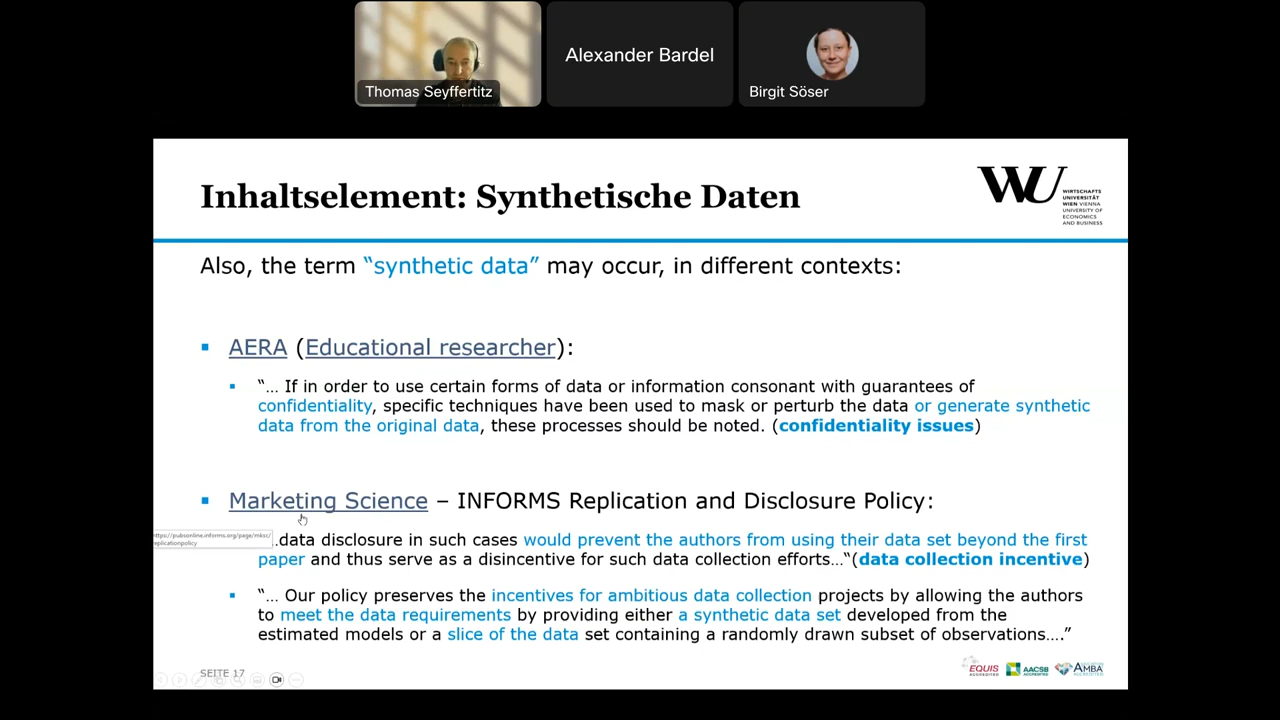 Thomas Seyffertitz
Alexander Bardel
Birgit Söser
Inhaltselement: Synthetische Daten
WU
WIRTSCHAFTS
UNIVERSITÄT
WIEN VIENNA
UNIVERSITY OF
ECONOMICS
AND BUSINESS
Also, the term “synthetic data” may occur, in different contexts:
▪ AERA (Educational researcher):
▪ “… If in order to use certain forms of data or information consonant with guarantees of
confidentiality, specific techniques have been used to mask or perturb the data or generate synthetic
data from the original data, these processes should be noted. (confidentiality issues)
▪ Marketing Science – INFORMS Replication and Disclosure Policy:
https://pubsonline.informs.org/page/mksc/
replicationpolicy
..data disclosure in such cases would prevent the authors from using their data set beyond the first
paper and thus serve as a disincentive for such data collection efforts…“(data collection incentive)
▪ “… Our policy preserves the incentives for ambitious data collection projects by allowing the authors
to meet the data requirements by providing either a synthetic data set developed from the
estimated models or a slice of the data set containing a randomly drawn subset of observations….”
SEITE 17
EQUIS
ACCREDITED
AACSB
ACCREDITED
AMBA
ACCREDITED